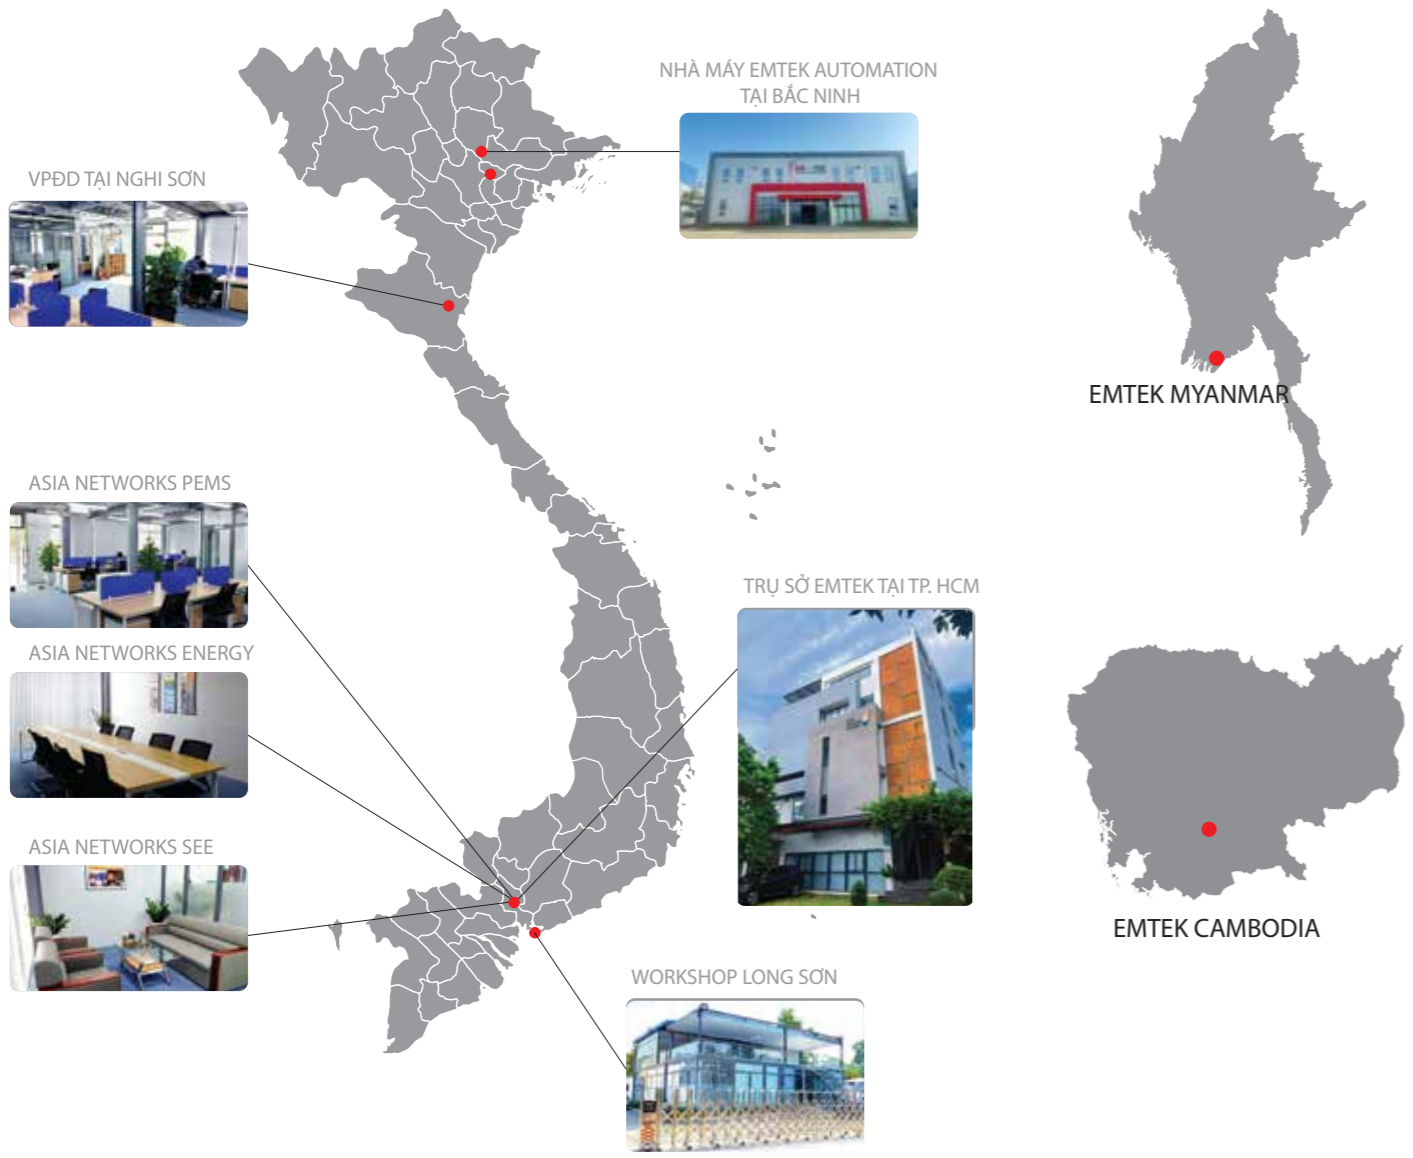 NHÀ MÁY EMTEK AUTOMATION
TẠI BẮC NINH
VPĐD TẠI NGHI SƠN
EMTEK MYANMAR
ASIA NETWORKS PEMS
TRỤ SỞ EMTEK TẠI TP. HCM
ASIA NETWORKS ENERGY
ASIA NETWORKS SEE
EMTEK CAMBODIA
WORKSHOP LONG SƠN